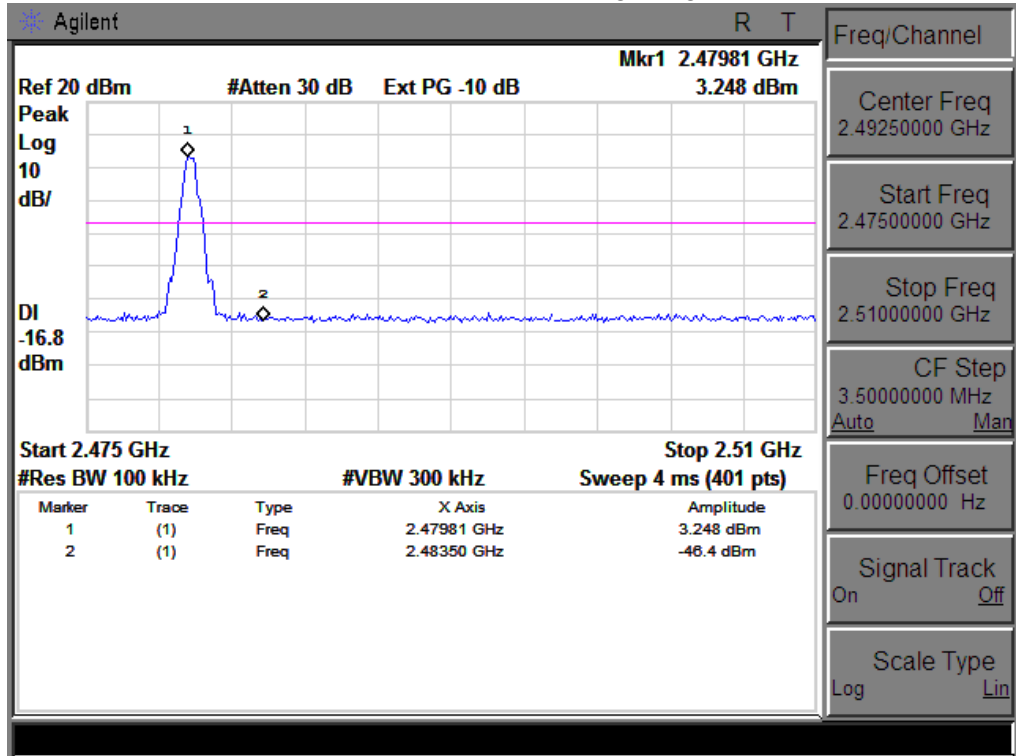 Agilent R T
Mkr1 2.47981 GHz
Ref 20 dBm #Atten 30 dB Ext PG -10 dB 3.248 dBm
Peak
Log
10
dB/
1
2
DI
-16.8
dBm
Start 2.475 GHz Stop 2.51 GHz
#Res BW 100 kHz #VBW 300 kHz Sweep 4 ms (401 pts)
Marker Trace Type X Axis Amplitude
1 (1) Freq 2.47981 GHz 3.248 dBm
2 (1) Freq 2.48350 GHz -46.4 dBm
Freq/Channel
Center Freq
2.49250000 GHz
Start Freq
2.47500000 GHz
Stop Freq
2.51000000 GHz
CF Step
3.50000000 MHz
Auto Man
Freq Offset
0.00000000 Hz
Signal Track
On Off
Scale Type
Log Lin